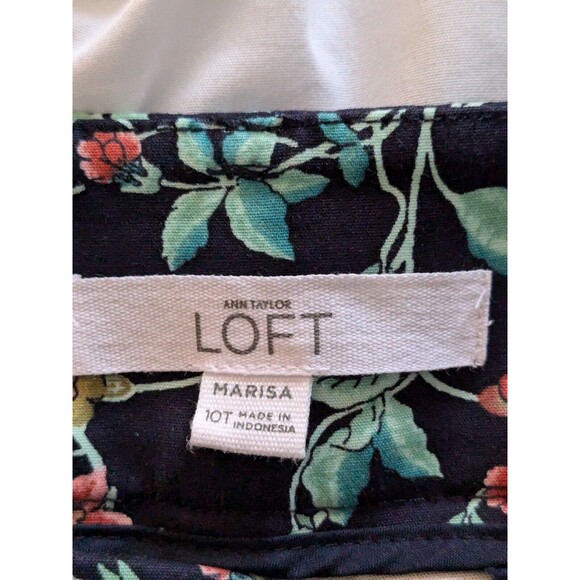 ANN TAYLOR
LOFT
MARISA
10T MADE IN
INDONESIA